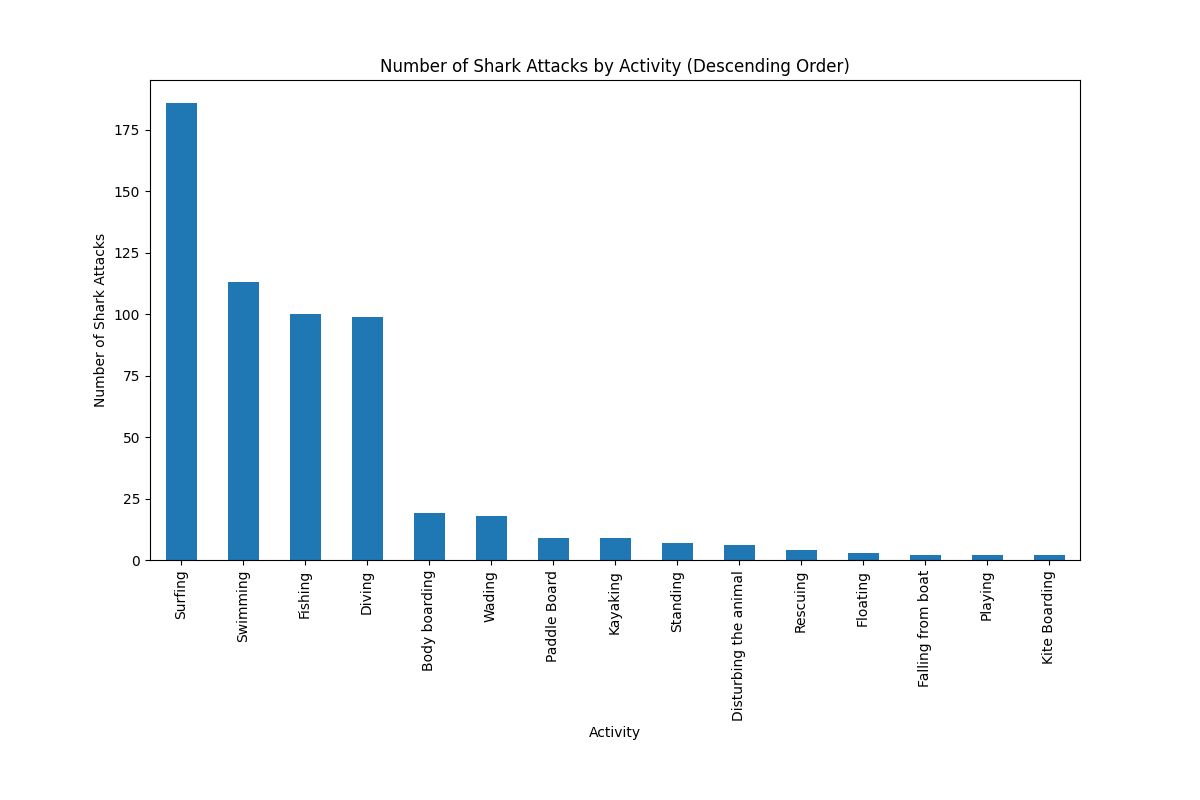 Number of Shark Attacks by Activity (Descending Order)
Number of Shark Attacks
175
150
125
100
75
50
25
0
Surfing
Swimming
Fishing
Diving
Body boarding
Wading
Paddle Board
Kayaking
Standing
Disturbing the animal
Rescuing
Floating
Falling from boat
Playing
Kite Boarding
Activity